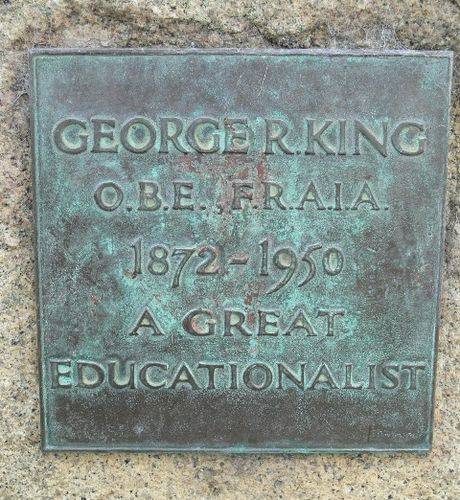 GEORGE R. KING
O.B.E., F.R.A.I.A.
1872-1950
A GREAT
EDUCATIONALIST